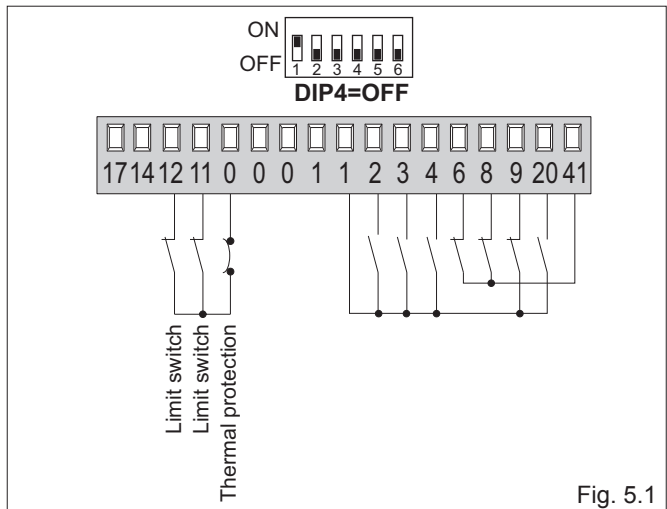 ON
OFF
1 2 3 4 5 6
DIP4=OFF
17 14 12 11 0 0 0 1 1 2 3 4 6 8 9 20 41
Limit switch
Limit switch
Thermal protection
Fig. 5.1